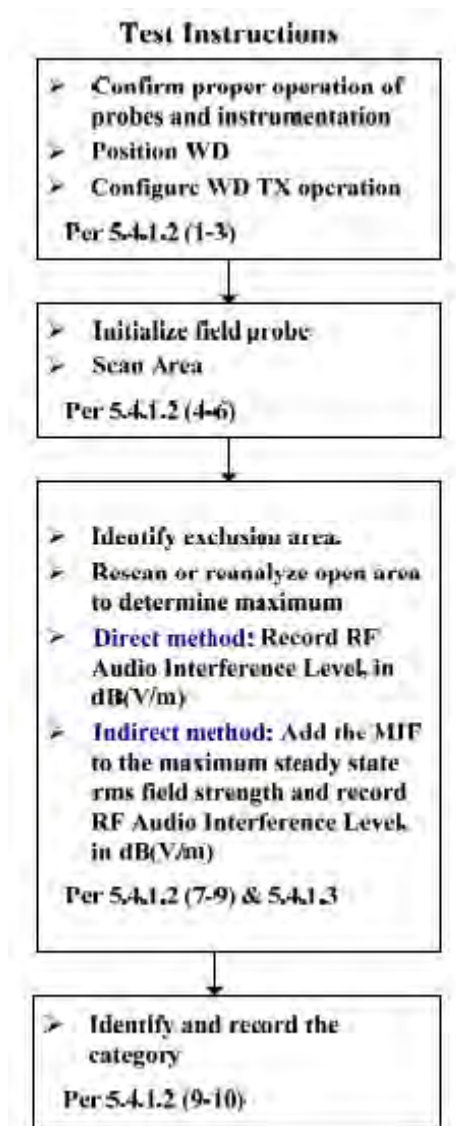 Test Instructions
➢ Confirm proper operation of
probes and instrumentation
➢ Position WD
➢ Configure WD TX operation
Per 5.4.1.2 (1-3)
➢ Initialize field probe
➢ Scan Area
Per 5.4.1.2 (4-6)
➢ Identify exclusion area.
➢ Rescan or reanalyze open area
to determine maximum
➢ Direct method: Record RF
Audio Interference Level, in
dB(V/m)
➢ Indirect method: Add the MIF
to the maximum steady state
rms field strength and record
RF Audio Interference Level,
in dB(V/m)
Per 5.4.1.2 (7-9) & 5.4.1.3
➢ Identify and record the
category
Per 5.4.1.2 (9-10)